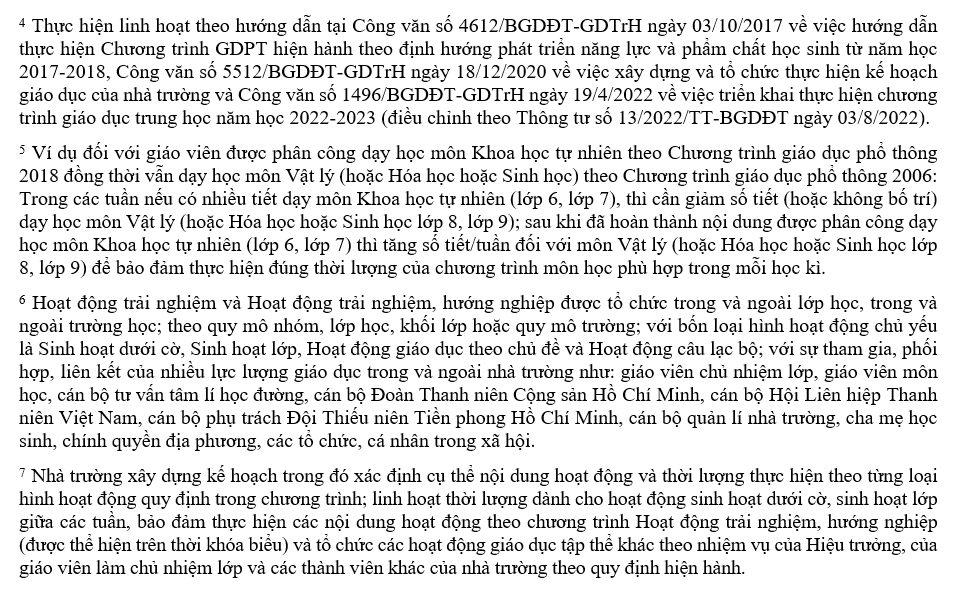 ⁴ Thực hiện linh hoạt theo hướng dẫn tại Công văn số 4612/BGDĐT-GDTrH ngày 03/10/2017 về việc hướng dẫn
thực hiện Chương trình GDPT hiện hành theo định hướng phát triển năng lực và phẩm chất học sinh từ năm học
2017-2018, Công văn số 5512/BGDĐT-GDTrH ngày 18/12/2020 về việc xây dựng và tổ chức thực hiện kế hoạch
giáo dục của nhà trường và Công văn số 1496/BGDĐT-GDTrH ngày 19/4/2022 về việc triển khai thực hiện chương
trình giáo dục trung học năm học 2022-2023 (điều chỉnh theo Thông tư số 13/2022/TT-BGDĐT ngày 03/8/2022).
⁵ Ví dụ đối với giáo viên được phân công dạy học môn Khoa học tự nhiên theo Chương trình giáo dục phổ thông
2018 đồng thời vẫn dạy học môn Vật lý (hoặc Hóa học hoặc Sinh học) theo Chương trình giáo dục phổ thông 2006:
Trong các tuần nếu có nhiều tiết dạy môn Khoa học tự nhiên (lớp 6, lớp 7), thì cần giảm số tiết (hoặc không bố trí)
dạy học môn Vật lý (hoặc Hóa học hoặc Sinh học lớp 8, lớp 9); sau khi đã hoàn thành nội dung được phân công dạy
học môn Khoa học tự nhiên (lớp 6, lớp 7) thì tăng số tiết/tuần đối với môn Vật lý (hoặc Hóa học hoặc Sinh học lớp
8, lớp 9) để bảo đảm thực hiện đúng thời lượng của chương trình môn học phù hợp trong mỗi học kì.
⁶ Hoạt động trải nghiệm và Hoạt động trải nghiệm, hướng nghiệp được tổ chức trong và ngoài lớp học, trong và
ngoài trường học; theo quy mô nhóm, lớp học, khối lớp hoặc quy mô trường; với bốn loại hình hoạt động chủ yếu
là Sinh hoạt dưới cờ, Sinh hoạt lớp, Hoạt động giáo dục theo chủ đề và Hoạt động câu lạc bộ; với sự tham gia, phối
hợp, liên kết của nhiều lực lượng giáo dục trong và ngoài nhà trường như: giáo viên chủ nhiệm lớp, giáo viên môn
học, cán bộ tư vấn tâm lí học đường, cán bộ Đoàn Thanh niên Cộng sản Hồ Chí Minh, cán bộ Hội Liên hiệp Thanh
niên Việt Nam, cán bộ phụ trách Đội Thiếu niên Tiền phong Hồ Chí Minh, cán bộ quản lí nhà trường, cha mẹ học
sinh, chính quyền địa phương, các tổ chức, cá nhân trong xã hội.
⁷ Nhà trường xây dựng kế hoạch trong đó xác định cụ thể nội dung hoạt động và thời lượng thực hiện theo từng loại
hình hoạt động quy định trong chương trình; linh hoạt thời lượng dành cho hoạt động sinh hoạt dưới cờ, sinh hoạt lớp
giữa các tuần, bảo đảm thực hiện các nội dung hoạt động theo chương trình Hoạt động trải nghiệm, hướng nghiệp
(được thể hiện trên thời khóa biểu) và tổ chức các hoạt động giáo dục tập thể khác theo nhiệm vụ của Hiệu trưởng, của
giáo viên làm chủ nhiệm lớp và các thành viên khác của nhà trường theo quy định hiện hành.